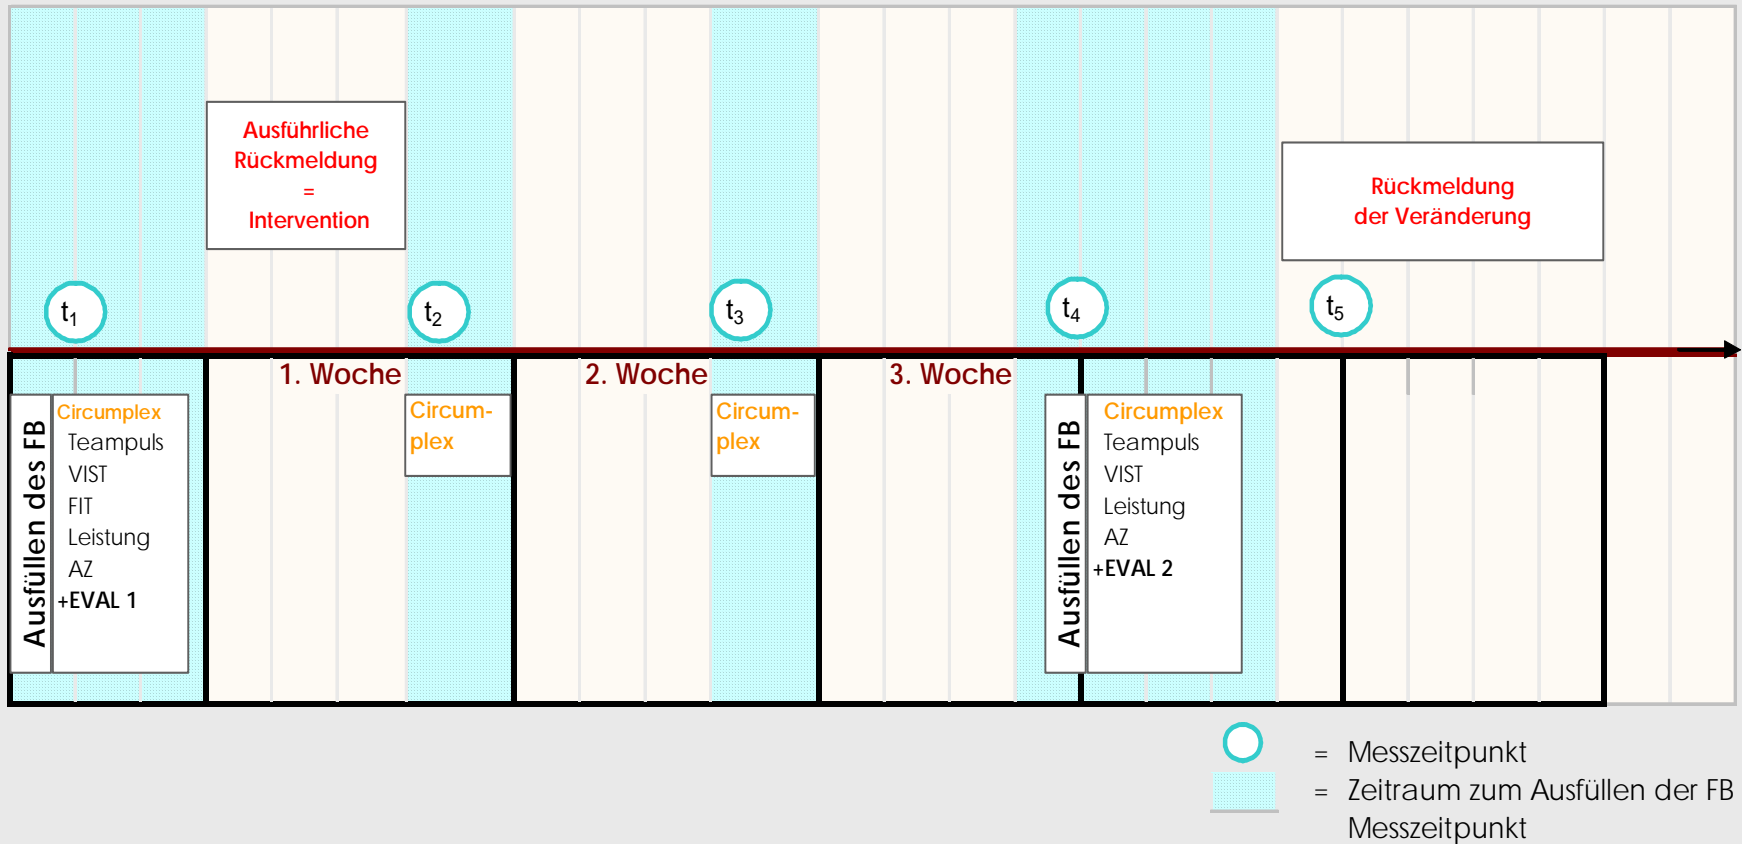 Ausführliche
Rückmeldung
=
Intervention
Rückmeldung
der Veränderung
t1
t2
t3
t4
t5
1. Woche
2. Woche
3. Woche
Ausfüllen des FB
Circumplex
Teampuls
VIST
FIT
Leistung
AZ
+EVAL 1
Circum-
plex
Circum-
plex
Ausfüllen des FB
Circumplex
Teampuls
VIST
Leistung
AZ
+EVAL 2
= Messzeitpunkt
= Zeitraum zum Ausfüllen der FB
Messzeitpunkt